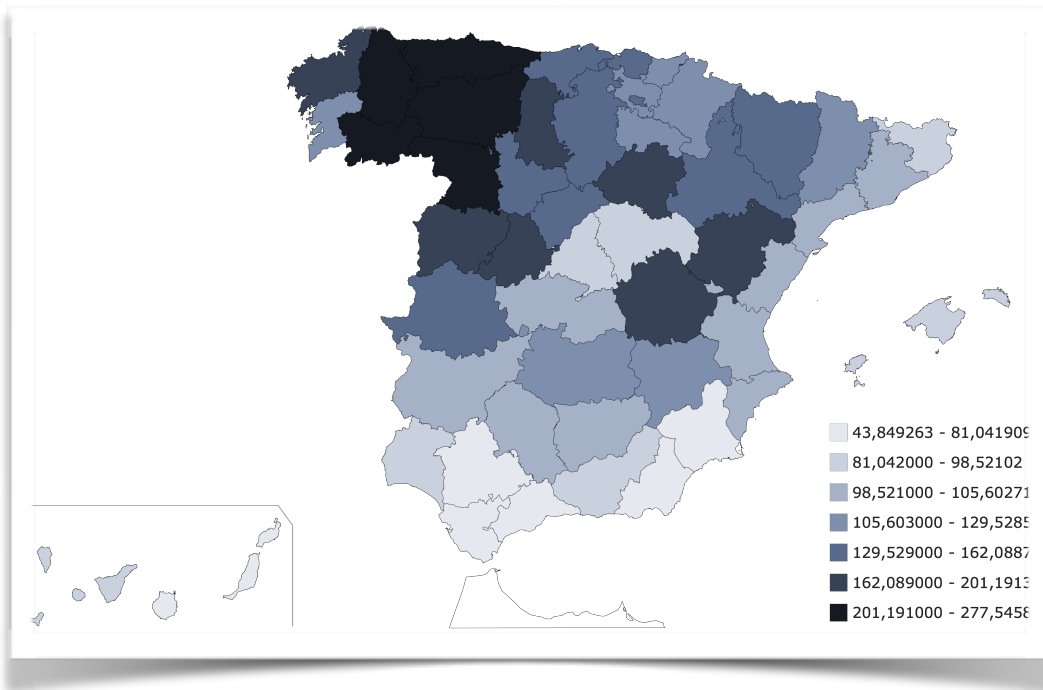 43,849263 - 81,041909
81,042000 - 98,52102
98,521000 - 105,60271
105,603000 - 129,5285
129,529000 - 162,0887
162,089000 - 201,1913
201,191000 - 277,5458